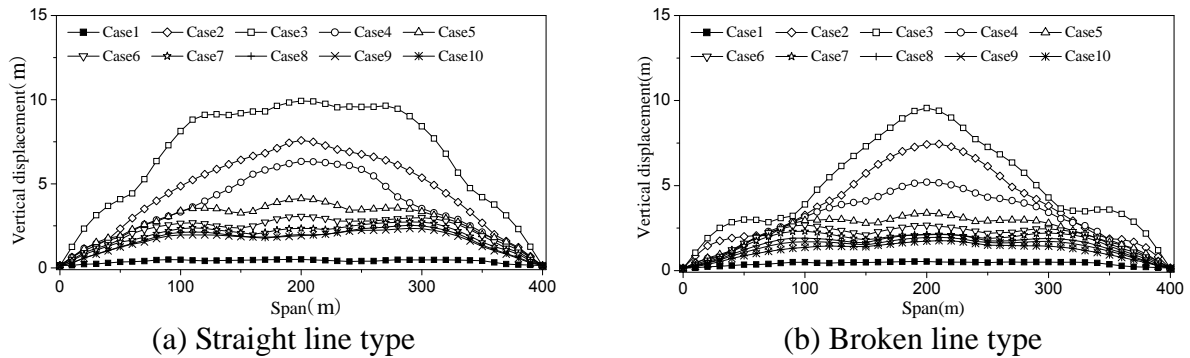 15
Case1 Case2 Case3 Case4 Case5
Case6 Case7 Case8 Case9 Case10
10
5
0
Vertical displacement(m)
0 100 200 300 400
Span(m)
(a) Straight line type
15
Case1 Case2 Case3 Case4 Case5
Case6 Case7 Case8 Case9 Case10
10
5
0
Vertical displacement(m)
0 100 200 300 400
Span(m)
(b) Broken line type